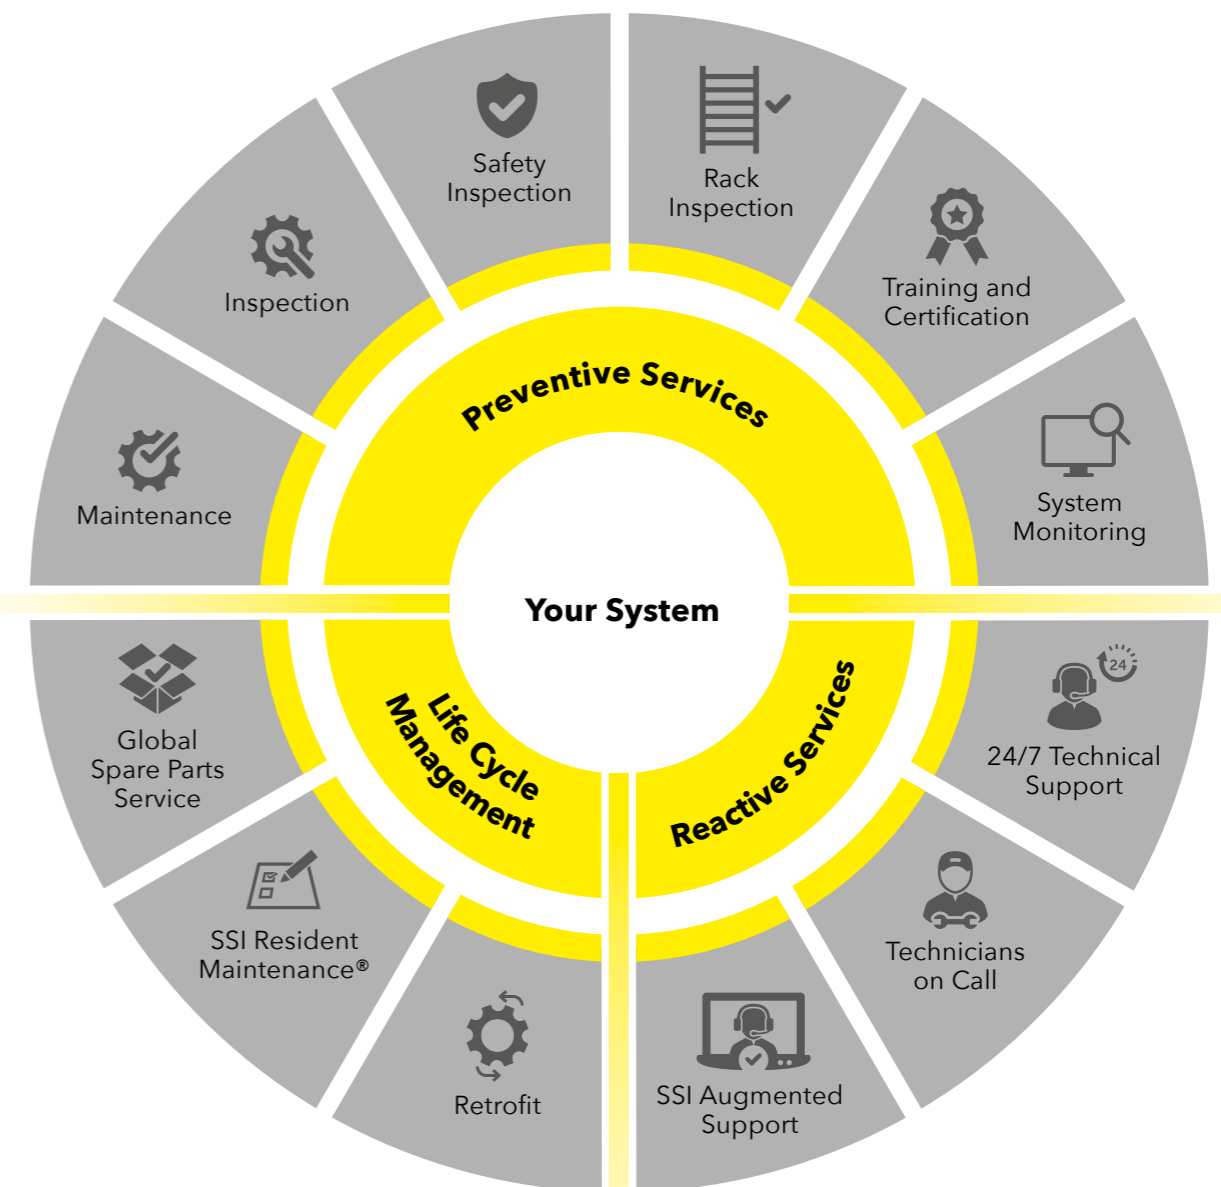 Safety
Inspection
Rack
Inspection
Training and
Certification
Inspection
Preventive Services
Maintenance
System
Monitoring
Your System
24
24/7 Technical
Support
Global
Spare Parts
Service
Life Cycle
Management
Reactive Services
SSI Resident
Maintenance®
Technicians
on Call
Retrofit
SSI Augmented
Support